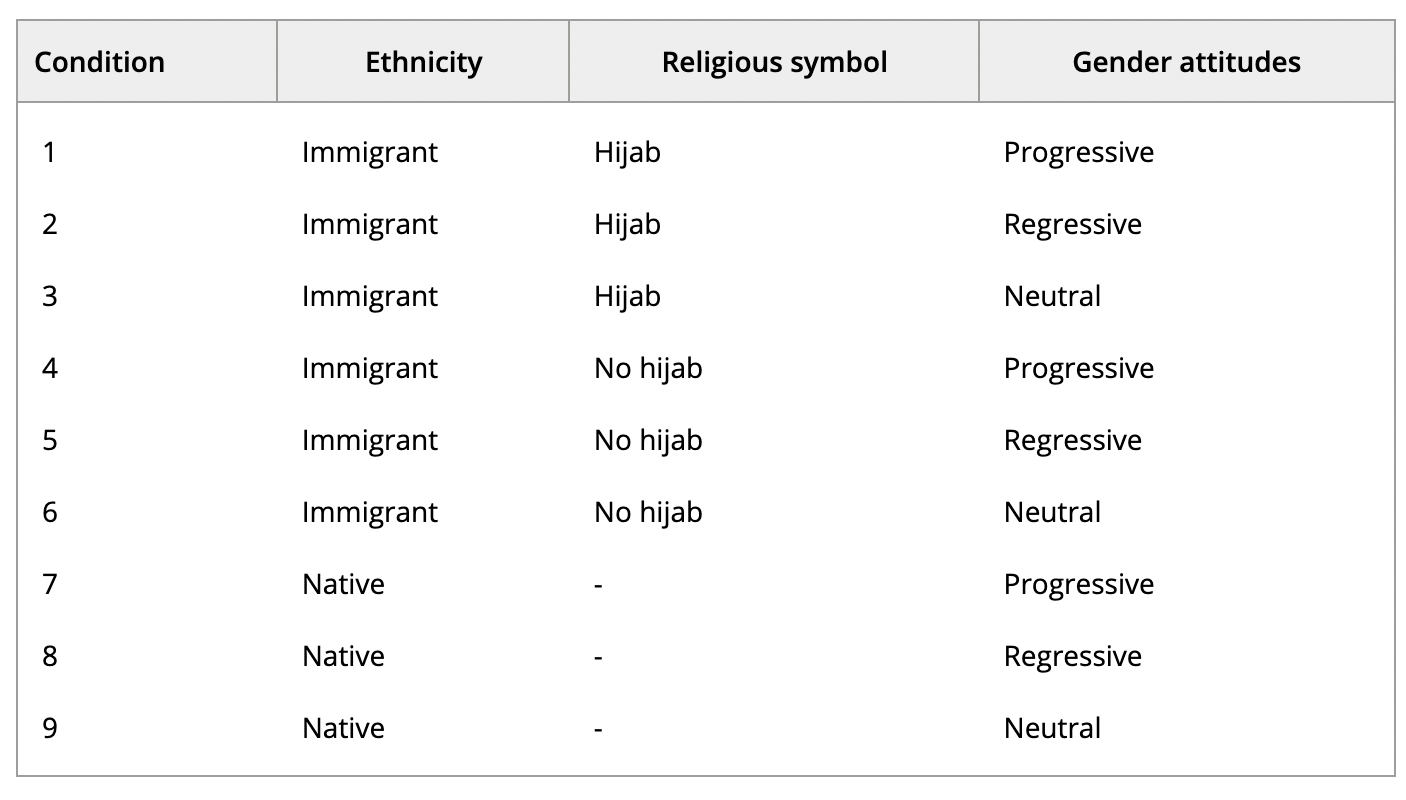 Condition Ethnicity Religious symbol Gender attitudes
1 Immigrant Hijab Progressive
2 Immigrant Hijab Regressive
3 Immigrant Hijab Neutral
4 Immigrant No hijab Progressive
5 Immigrant No hijab Regressive
6 Immigrant No hijab Neutral
7 Native - Progressive
8 Native - Regressive
9 Native - Neutral